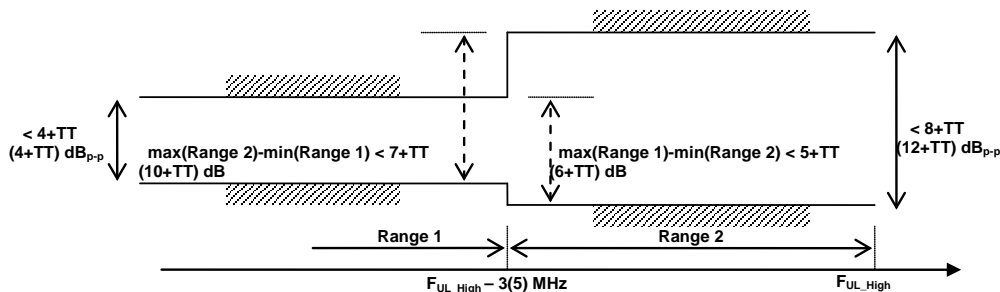 < 4+TT
(4+TT) dBp-p
max(Range 2)-min(Range 1) < 7+TT
(10+TT) dB
max(Range 1)-min(Range 2) < 5+TT
(6+TT) dB
< 8+TT
(12+TT) dBp-p
Range 1
Range 2
FUL_High – 3(5) MHz
FUL_High